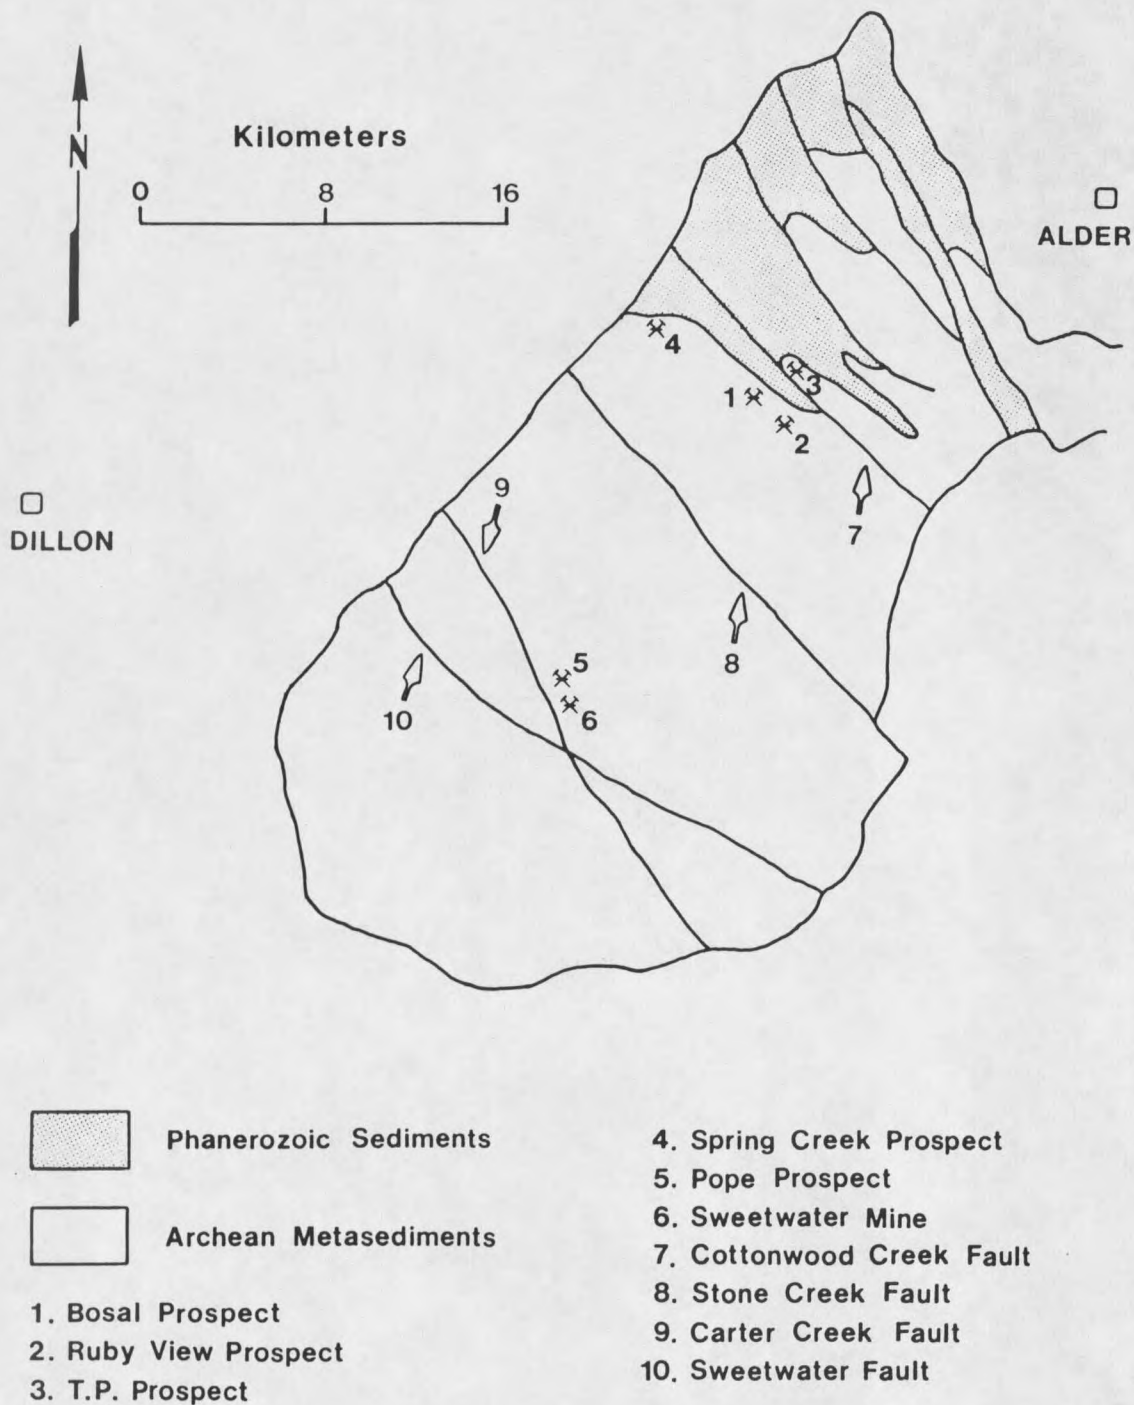 N
Kilometers
0 8 16
ALDER
4
3
1
2
9
7
DILLON
8
5
6
10
Phanerozoic Sediments
Archean Metasediments
1. Bosal Prospect
2. Ruby View Prospect
3. T.P. Prospect
4. Spring Creek Prospect
5. Pope Prospect
6. Sweetwater Mine
7. Cottonwood Creek Fault
8. Stone Creek Fault
9. Carter Creek Fault
10. Sweetwater Fault